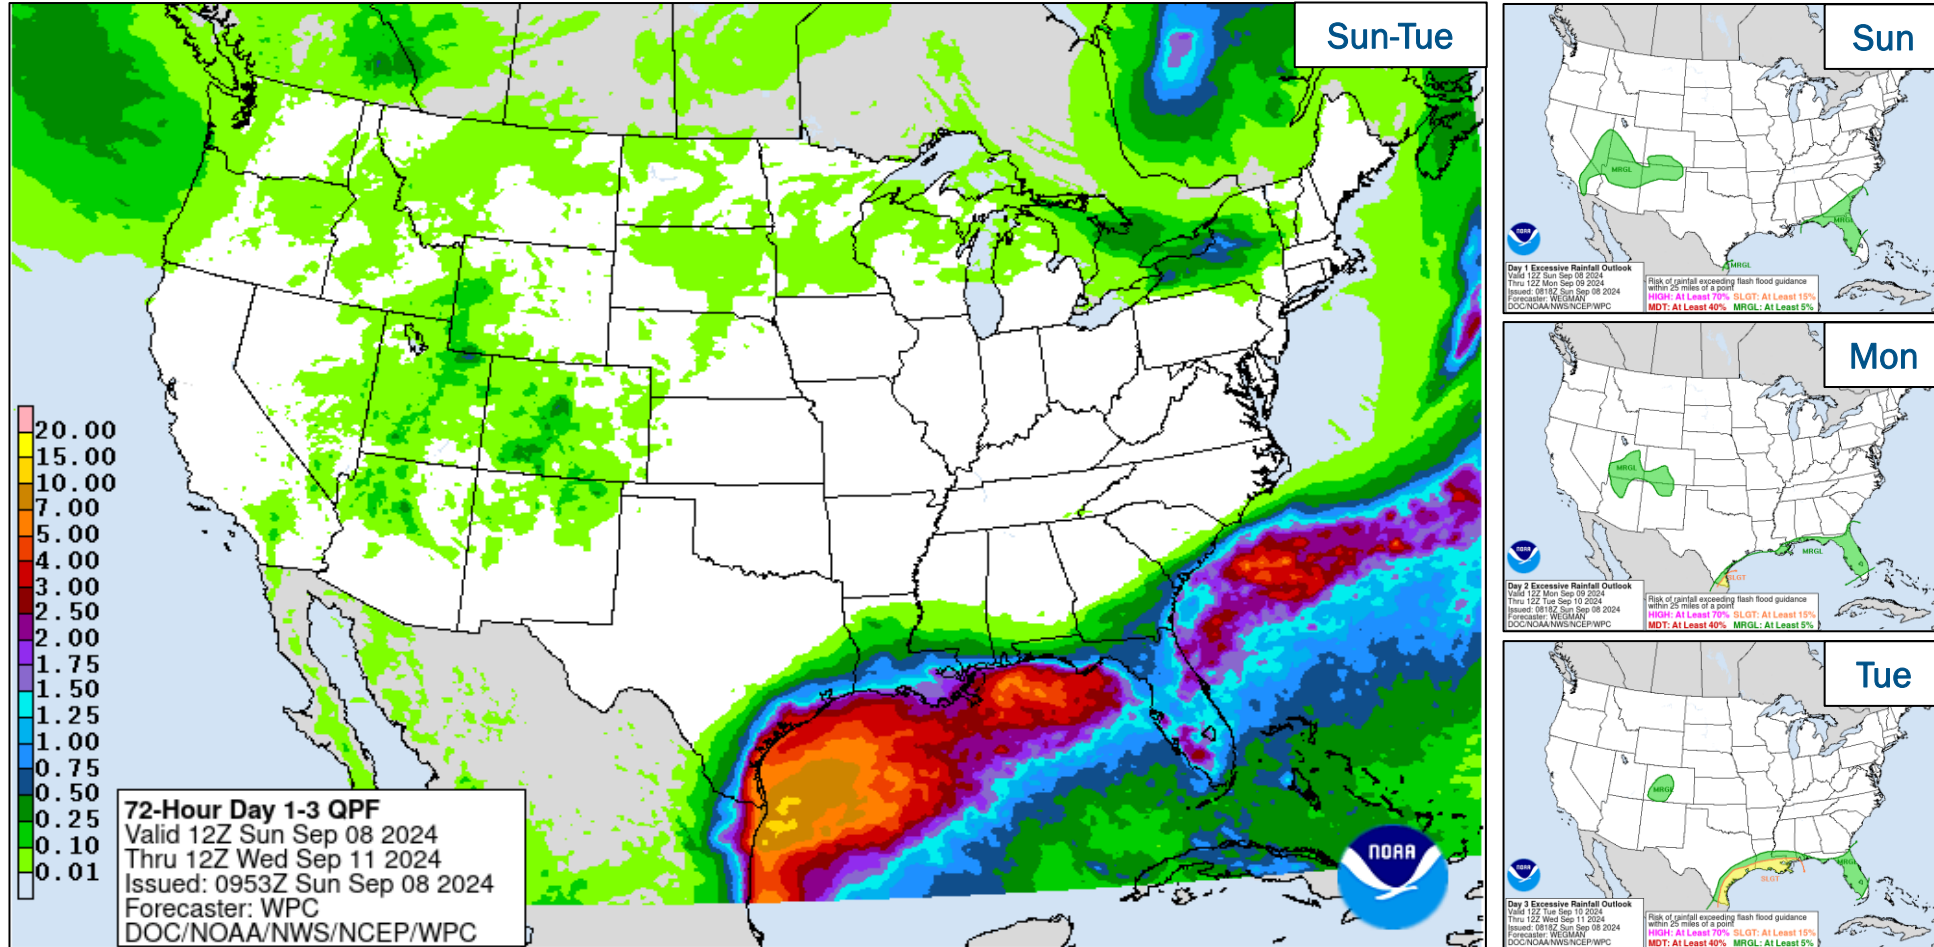 Sun-Tue
20.00
15.00
10.00
7.00
5.00
4.00
3.00
2.50
2.00
1.75
1.50
1.25
1.00
0.75
0.50
0.25
0.10
0.01
72-Hour Day 1-3 QPF
Valid 12Z Sun Sep 08 2024
Thru 12Z Wed Sep 11 2024
Issued: 0953Z Sun Sep 08 2024
Forecaster: WPC
DOC/NOAA/NWS/NCEP/WPC
NOAA
Sun
MRGL
MRGL
MRGL
NOAA
Day 1 Excessive Rainfall Outlook
Valid 12Z Sun Sep 08 2024
Thru 12Z Mon Sep 09 2024
Issued: 0818Z Sun Sep 08 2024
Forecaster: WEGMAN
DOC/NOAA/NWS/NCEP/WPC
Risk of rainfall exceeding flash flood guidance
within 25 miles of a point
HIGH: At Least 70% SLGT: At Least 15%
MDT: At Least 40% MRGL: At Least 5%
Mon
MRGL
MRGL
SLGT
NOAA
Day 2 Excessive Rainfall Outlook
Valid 12Z Mon Sep 09 2024
Thru 12Z Tue Sep 10 2024
Issued: 0818Z Sun Sep 08 2024
Forecaster: WEGMAN
DOC/NOAA/NWS/NCEP/WPC
Risk of rainfall exceeding flash flood guidance
within 25 miles of a point
HIGH: At Least 70% SLGT: At Least 15%
MDT: At Least 40% MRGL: At Least 5%
Tue
MRGL
MRGL
SLGT
NOAA
Day 3 Excessive Rainfall Outlook
Valid 12Z Tue Sep 10 2024
Thru 12Z Wed Sep 11 2024
Issued: 0818Z Sun Sep 08 2024
Forecaster: WEGMAN
DOC/NOAA/NWS/NCEP/WPC
Risk of rainfall exceeding flash flood guidance
within 25 miles of a point
HIGH: At Least 70% SLGT: At Least 15%
MDT: At Least 40% MRGL: At Least 5%